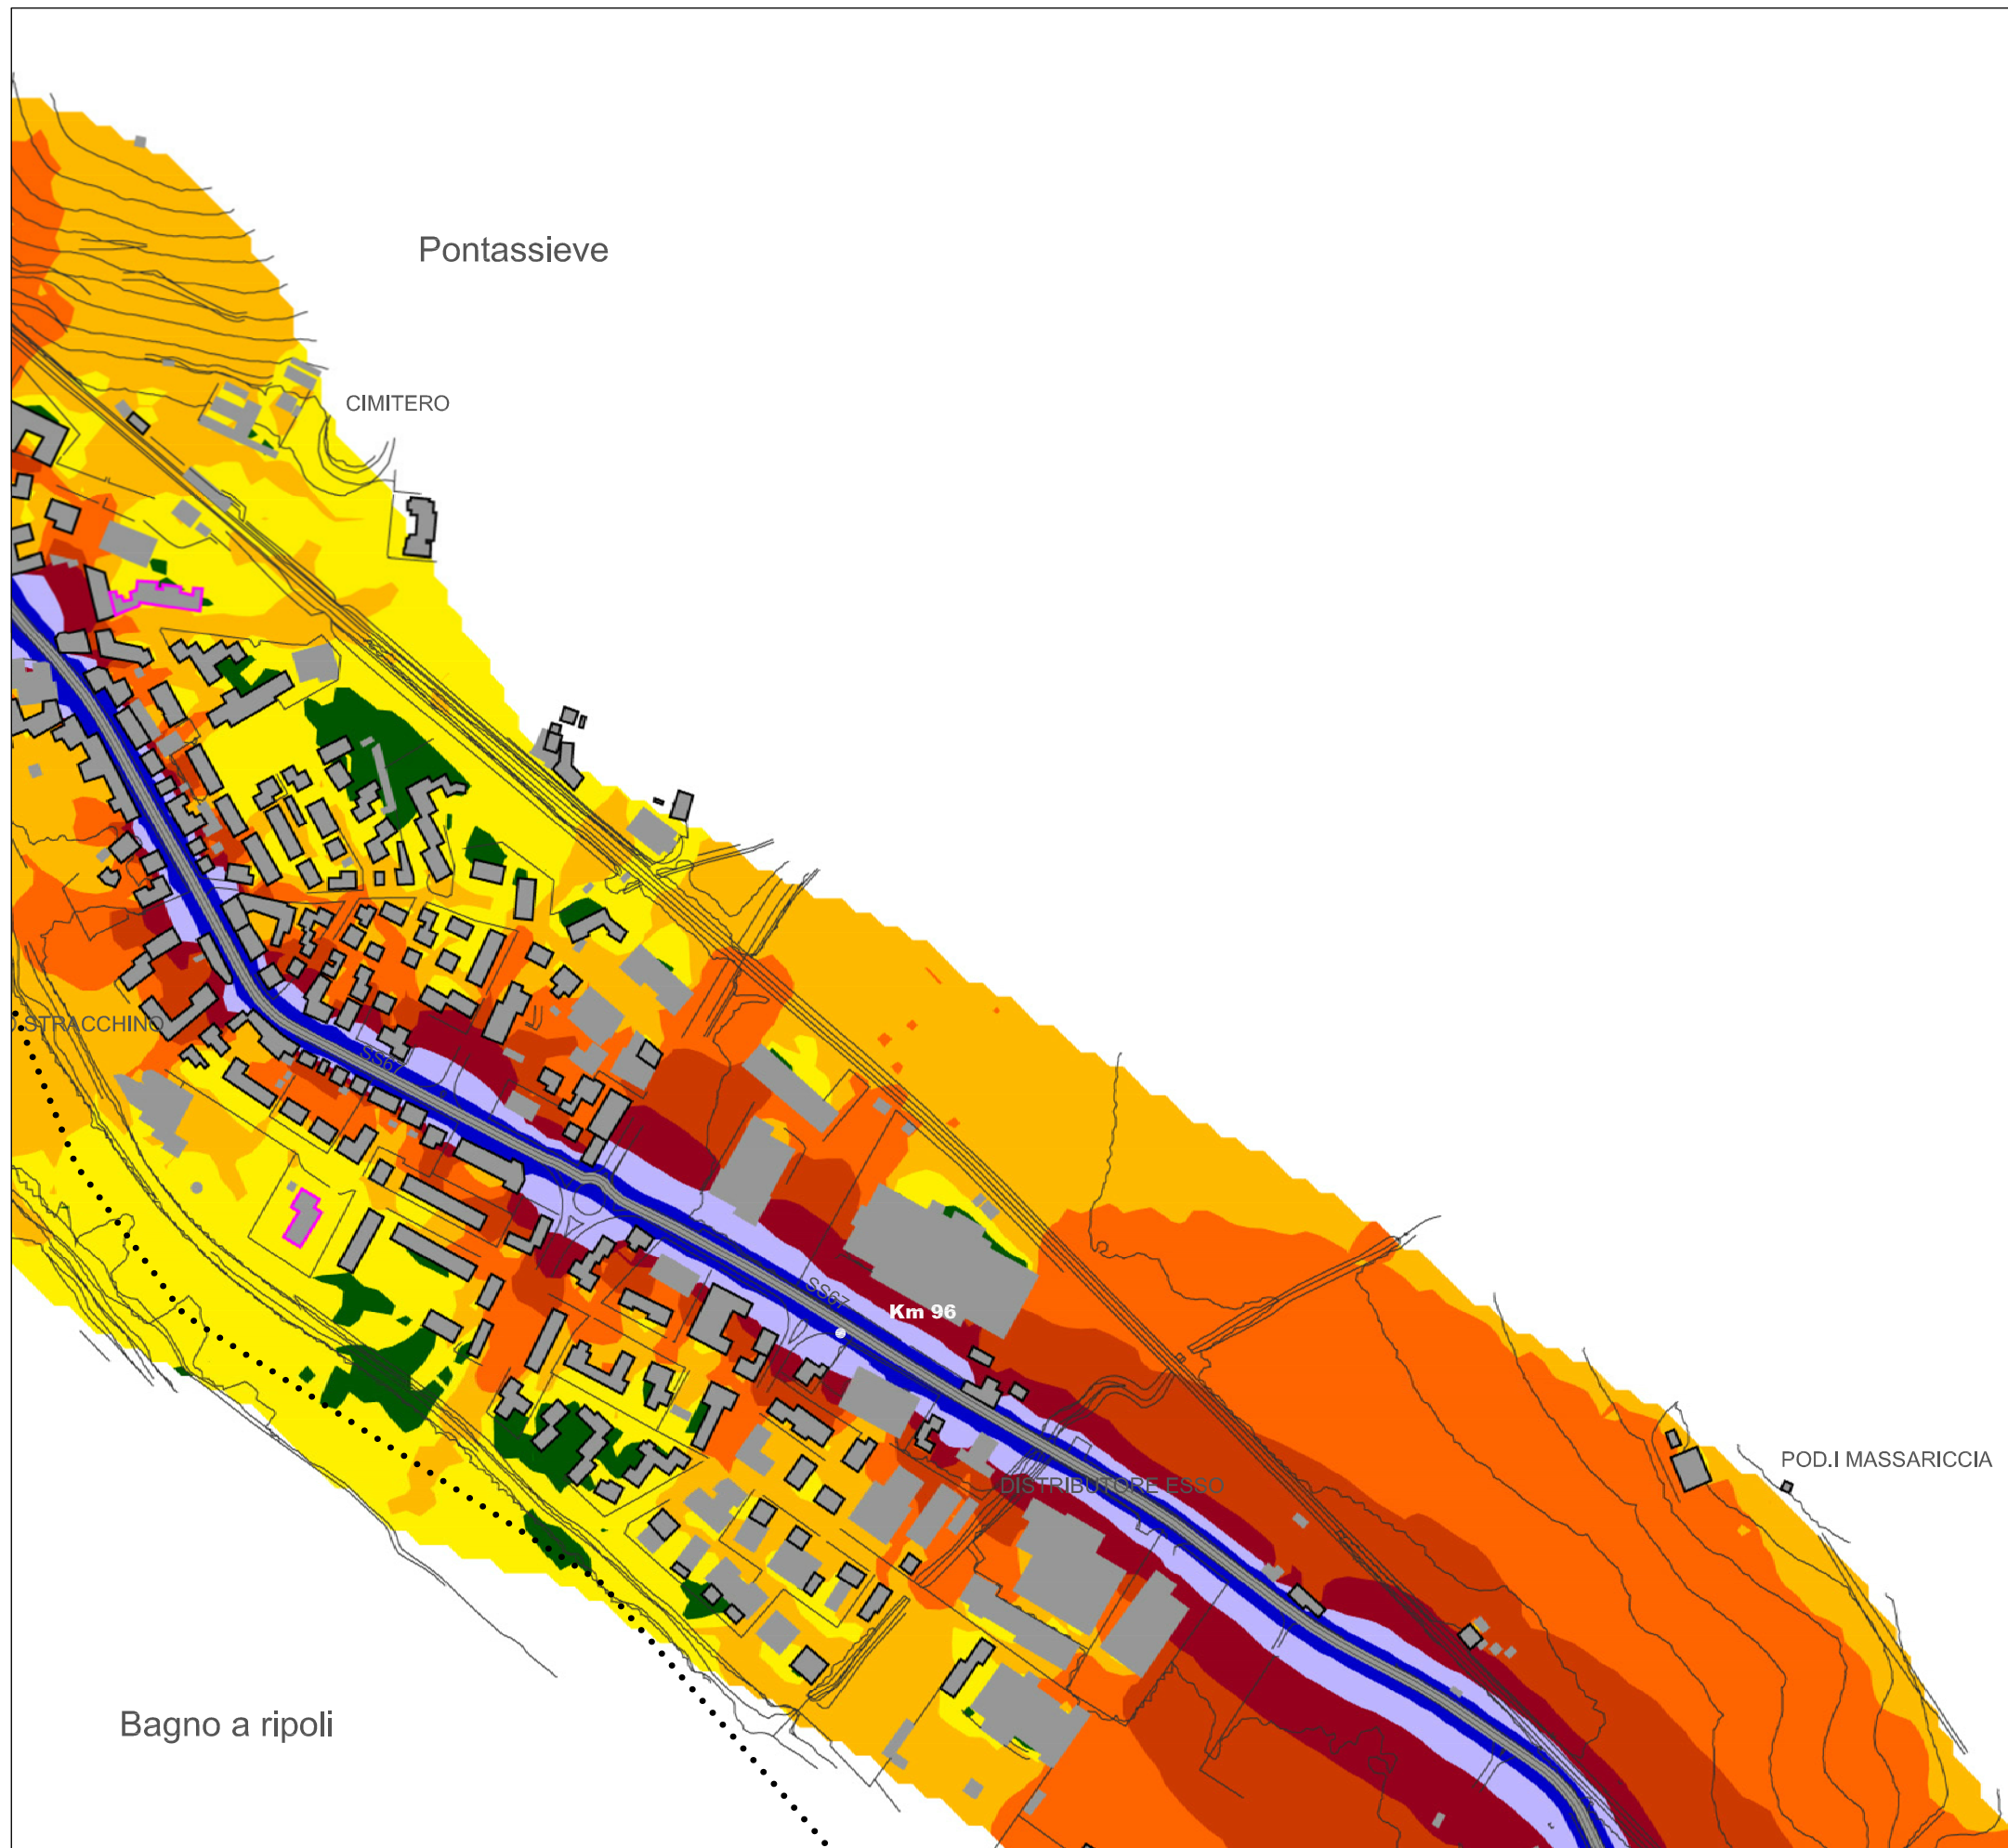 Pontassieve
CIMITERO
STRACCHINO
SS67
SS67
Km 96
POD.I MASSARICCIA
DISTRIBUTORE ESSO
Bagno a ripoli